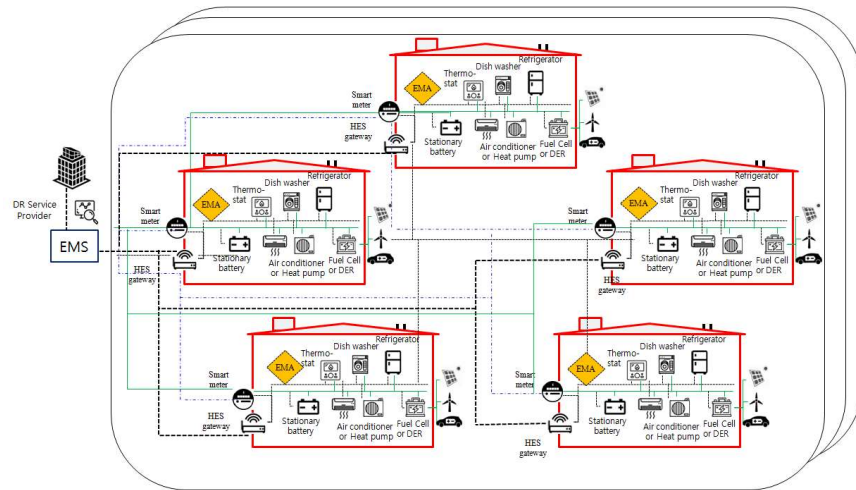 Refrigerator
Dish washer
Thermo-
stat
EMA
Smart
meter
HES
gateway
Stationary
battery
Air conditioner
or Heat pump
Fuel Cell
or DER
DR Service
Provider
EMS
Refrigerator
Dish washer
Thermo-
stat
EMA
Smart
meter
HES
gateway
Stationary
battery
Air conditioner
or Heat pump
Fuel Cell
or DER
Refrigerator
Dish washer
Thermo-
stat
EMA
Smart
meter
HES
gateway
Stationary
battery
Air conditioner
or Heat pump
Fuel Cell
or DER
Refrigerator
Dish washer
Thermo-
stat
EMA
Smart
meter
HES
gateway
Stationary
battery
Air conditioner
or Heat pump
Fuel Cell
or DER
Refrigerator
Dish washer
Thermo-
stat
EMA
Smart
meter
HES
gateway
Stationary
battery
Air conditioner
or Heat pump
Fuel Cell
or DER